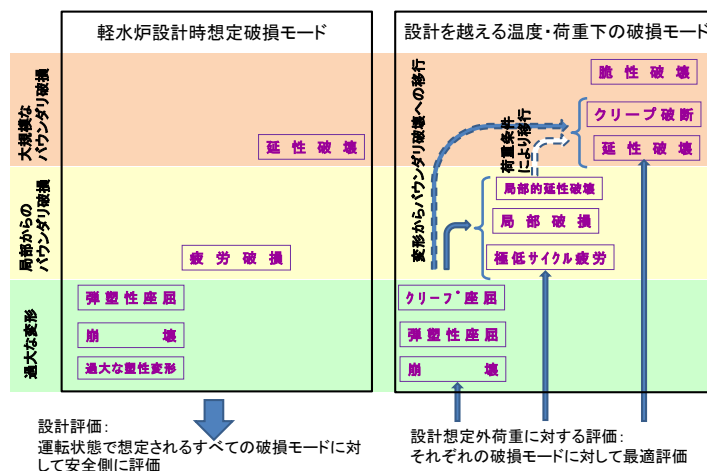 軽水炉設計時想定破損モード
設計を越える温度・荷重下の破損モード
大規模な
バウンダリ破損
局部からの
バウンダリ破損
過大な変形
延性破壊
疲労破損
弾塑性座屈
崩壊
過大な塑性変形
変形からバウンダリ破壊への移行
荷重条件
により移行
脆性破壊
クリープ破断
延性破壊
局部的延性破壊
局部破損
極低サイクル疲労
クリープ座屈
弾塑性座屈
崩壊
設計評価:
運転状態で想定されるすべての破損モードに対
して安全側に評価
設計想定外荷重に対する評価:
それぞれの破損モードに対して最適評価